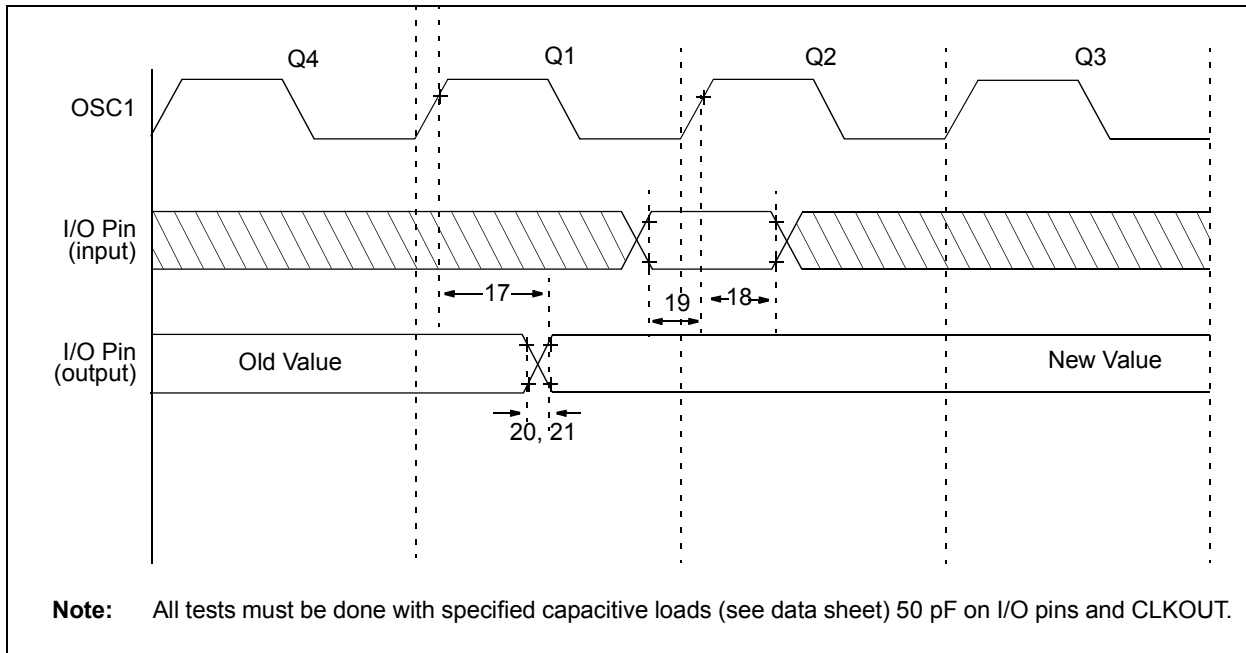 Q4 Q1 Q2 Q3
OSC1
I/O Pin
(input)
17
19
18
I/O Pin
(output)
Old Value
New Value
20, 21
Note: All tests must be done with specified capacitive loads (see data sheet) 50 pF on I/O pins and CLKOUT.